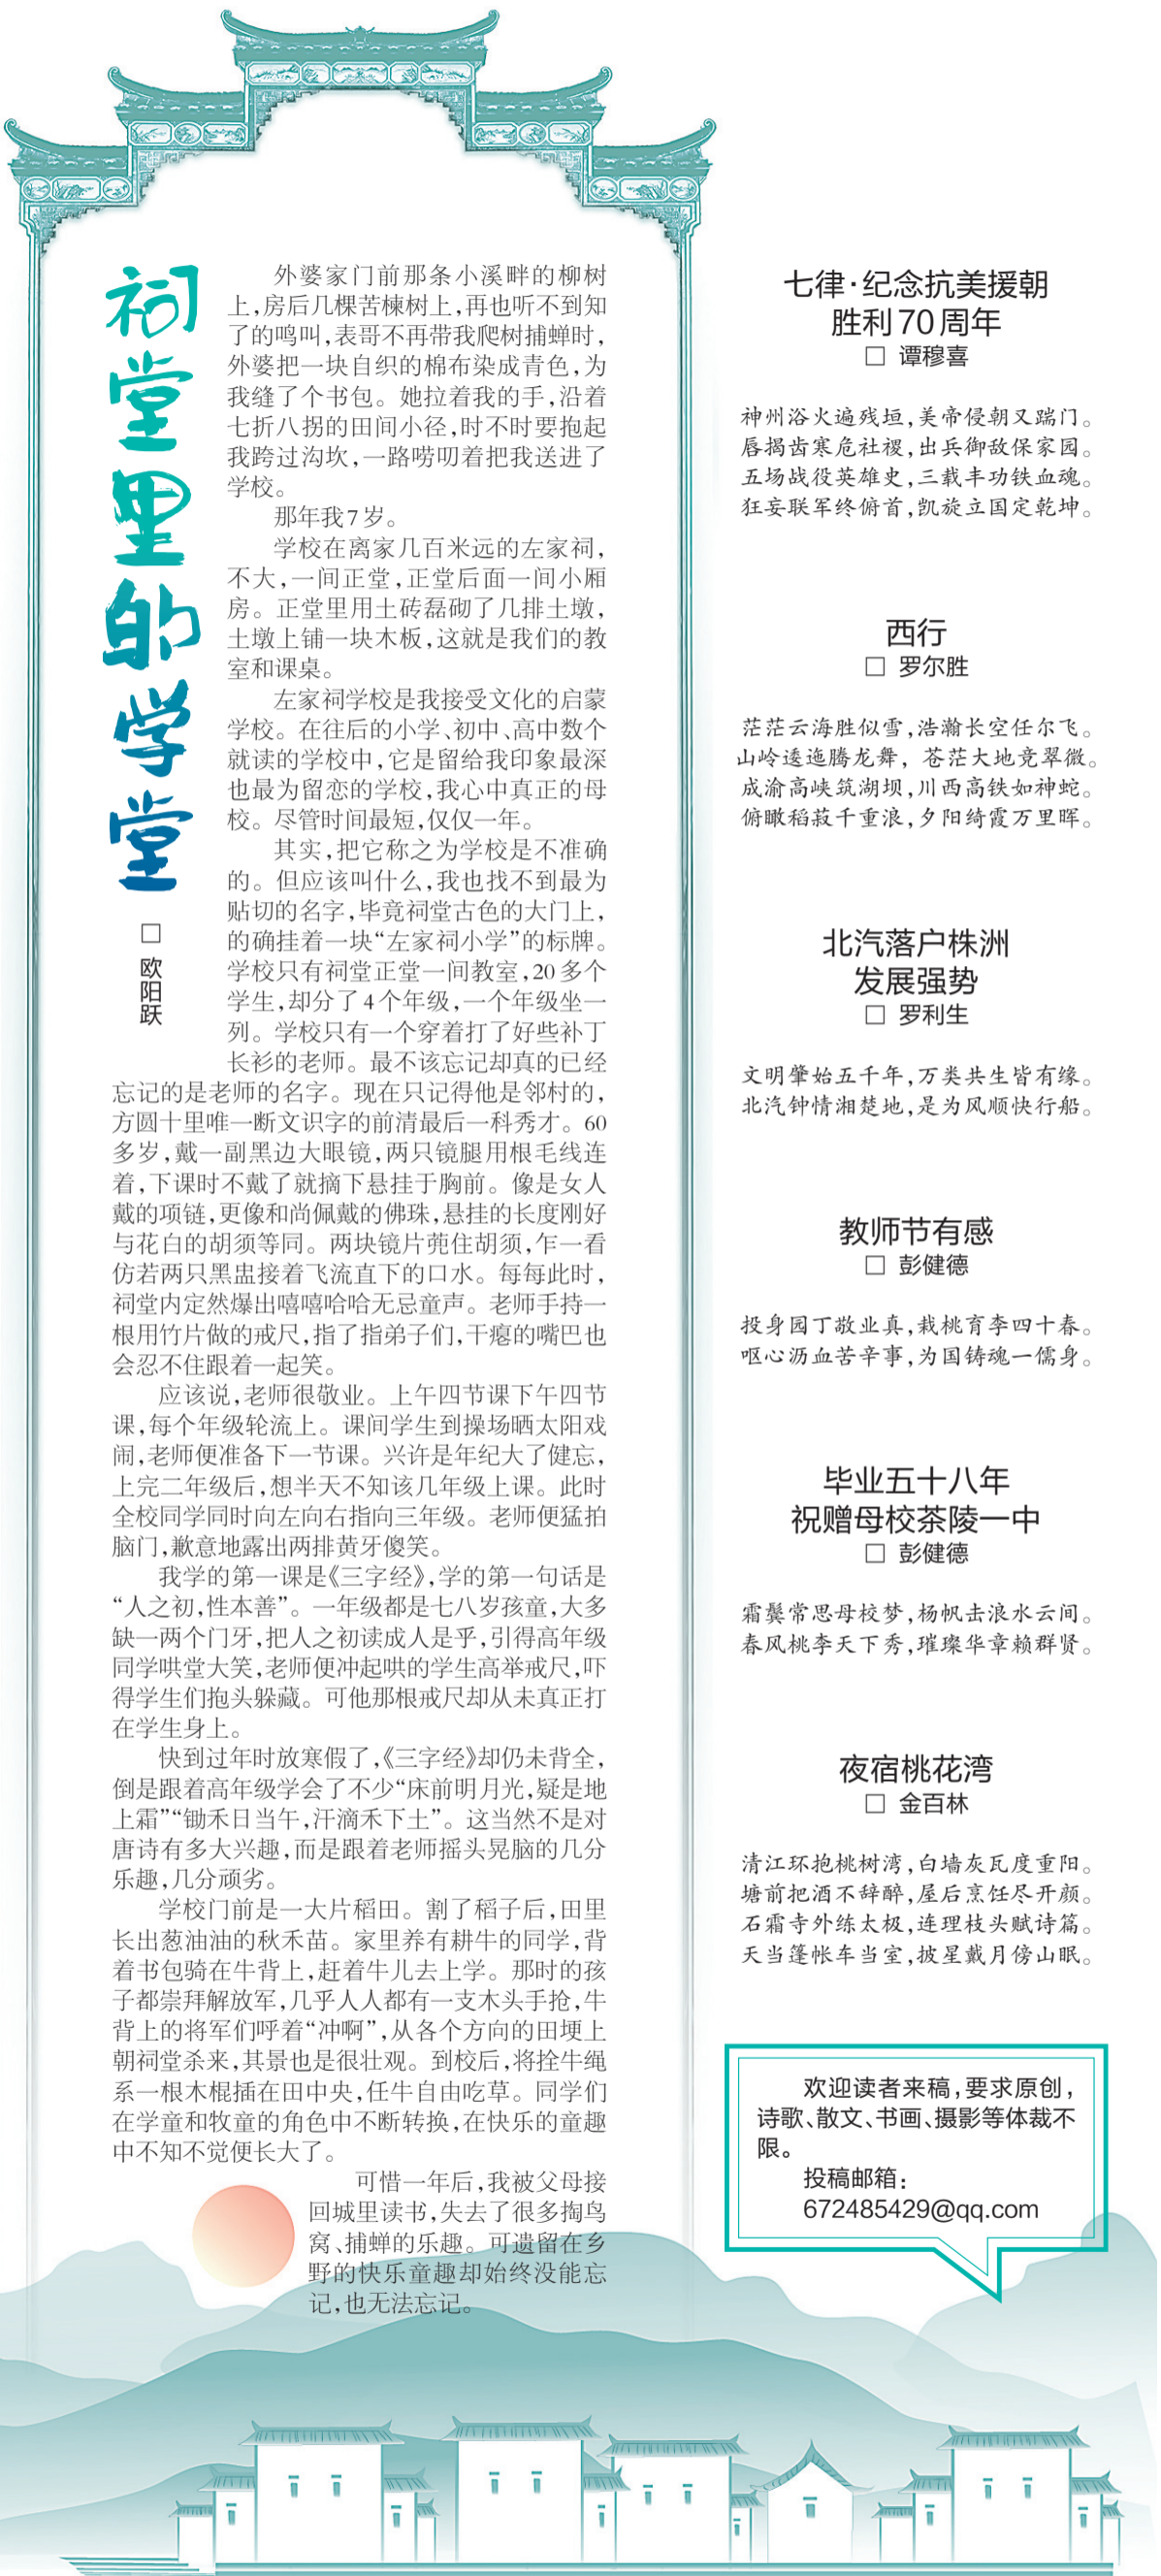 祠堂里的学堂
□ 欧阳跃
外婆家门前那条小溪畔的柳树
上,房后几棵苦楝树上,再也听不到知
了的鸣叫,表哥不再带我爬树捕蝉时,
外婆把一块自织的棉布染成青色,为
我缝了个书包。她拉着我的手,沿着
七折八拐的田间小径,时不时要抱起
我跨过沟坎,一路唠叨着把我送进了
学校。
那年我7岁。
学校在离家几百米远的左家祠,
不大,一间正堂,正堂后面一间小厢
房。正堂里用土砖磊砌了几排土墩,
土墩上铺一块木板,这就是我们的教
室和课桌。
左家祠学校是我接受文化的启蒙
学校。在往后的小学、初中、高中数个
就读的学校中,它是留给我印象最深
也最为留恋的学校,我心中真正的母
校。尽管时间最短,仅仅一年。
其实,把它称之为学校是不准确
的。但应该叫什么,我也找不到最为
贴切的名字,毕竟祠堂古色的大门上,
的确挂着一块“左家祠小学”的标牌。
学校只有祠堂正堂一间教室,20多个
学生,却分了4个年级,一个年级坐一
列。学校只有一个穿着打了好些补丁
长衫的老师。最不该忘记却真的已经
忘记的是老师的名字。现在只记得他是邻村的,
方圆十里唯一断文识字的前清最后一科秀才。60
多岁,戴一副黑边大眼镜,两只镜腿用根毛线连
着,下课时不戴了就摘下悬挂于胸前。像是女人
戴的项链,更像和尚佩戴的佛珠,悬挂的长度刚好
与花白的胡须等同。两块镜片蔸住胡须,乍一看
仿若两只黑盅接着飞流直下的口水。每每此时,
祠堂内定然爆出嘻嘻哈哈无忌童声。老师手持一
根用竹片做的戒尺,指了指弟子们,干瘪的嘴巴也
会忍不住跟着一起笑。
应该说,老师很敬业。上午四节课下午四节
课,每个年级轮流上。课间学生到操场晒太阳戏
闹,老师便准备下一节课。兴许是年纪大了健忘,
上完二年级后,想半天不知该几年级上课。此时
全校同学同时向左向右指向三年级。老师便猛拍
脑门,歉意地露出两排黄牙傻笑。
我学的第一课是《三字经》,学的第一句话是
“人之初,性本善”。一年级都是七八岁孩童,大多
缺一两个门牙,把人之初读成人是乎,引得高年级
同学哄堂大笑,老师便冲起哄的学生高举戒尺,吓
得学生们抱头躲藏。可他那根戒尺却从未真正打
在学生身上。
快到过年时放寒假了,《三字经》却仍未背全,
倒是跟着高年级学会了不少“床前明月光,疑是地
上霜”“锄禾日当午,汗滴禾下土”。这当然不是对
唐诗有多大兴趣,而是跟着老师摇头晃脑的几分
乐趣,几分顽劣。
学校门前是一大片稻田。割了稻子后,田里
长出葱油油的秋禾苗。家里养有耕牛的同学,背
着书包骑在牛背上,赶着牛儿去上学。那时的孩
子都崇拜解放军,几乎人人都有一支木头手抢,牛
背上的将军们呼着“冲啊”,从各个方向的田埂上
朝祠堂杀来,其景也是很壮观。到校后,将拴牛绳
系一根木棍插在田中央,任牛自由吃草。同学们
在学童和牧童的角色中不断转换,在快乐的童趣
中不知不觉便长大了。
可惜一年后,我被父母接
回城里读书,失去了很多掏鸟
窝、捕蝉的乐趣。可遗留在乡
野的快乐童趣却始终没能忘
记,也无法忘记。
七律·纪念抗美援朝
胜利70周年
□ 谭穆喜
神州浴火遍残垣,美帝侵朝又踹门。
唇揭齿寒危社稷,出兵御敌保家园。
五场战役英雄史,三载丰功铁血魂。
狂妄联军终俯首,凯旋立国定乾坤。
西行
□ 罗尔胜
茫茫云海胜似雪,浩瀚长空任尔飞。
山岭逶迤腾龙舞,苍茫大地竞翠微。
成渝高峡筑湖坝,川西高铁如神蛇。
俯瞰稻菽千重浪,夕阳绮霞万里晖。
北汽落户株洲
发展强势
□ 罗利生
文明肇始五千年,万类共生皆有缘。
北汽钟情湘楚地,是为风顺快行船。
教师节有感
□ 彭健德
投身园丁敬业真,栽桃育李四十春。
呕心沥血苦辛事,为国铸魂一儒身。
毕业五十八年
祝赠母校茶陵一中
□ 彭健德
霜鬓常思母校梦,杨帆击浪水云间。
春风桃李天下秀,璀璨华章赖群贤。
夜宿桃花湾
□ 金百林
清江环抱桃树湾,白墙灰瓦度重阳。
塘前把酒不辞醉,屋后烹饪尽开颜。
石霜寺外练太极,连理枝头赋诗篇。
天当篷帐车当室,披星戴月傍山眠。
欢迎读者来稿,要求原创,
诗歌、散文、书画、摄影等体裁不
限。
投稿邮箱:
672485429@qq.com